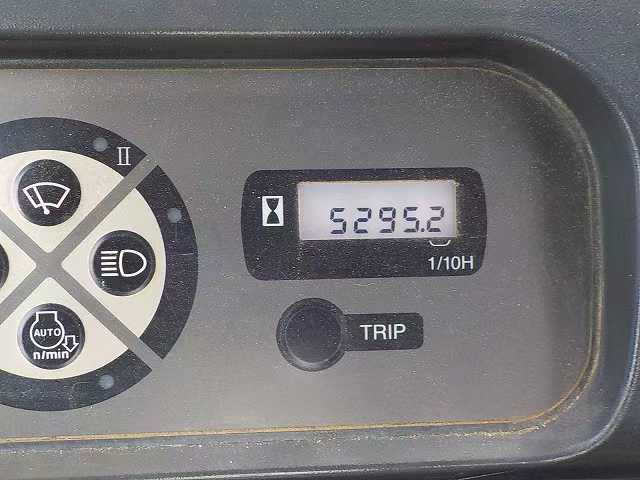 II
5295.2
1/10H
TRIP
AUTO
n/min